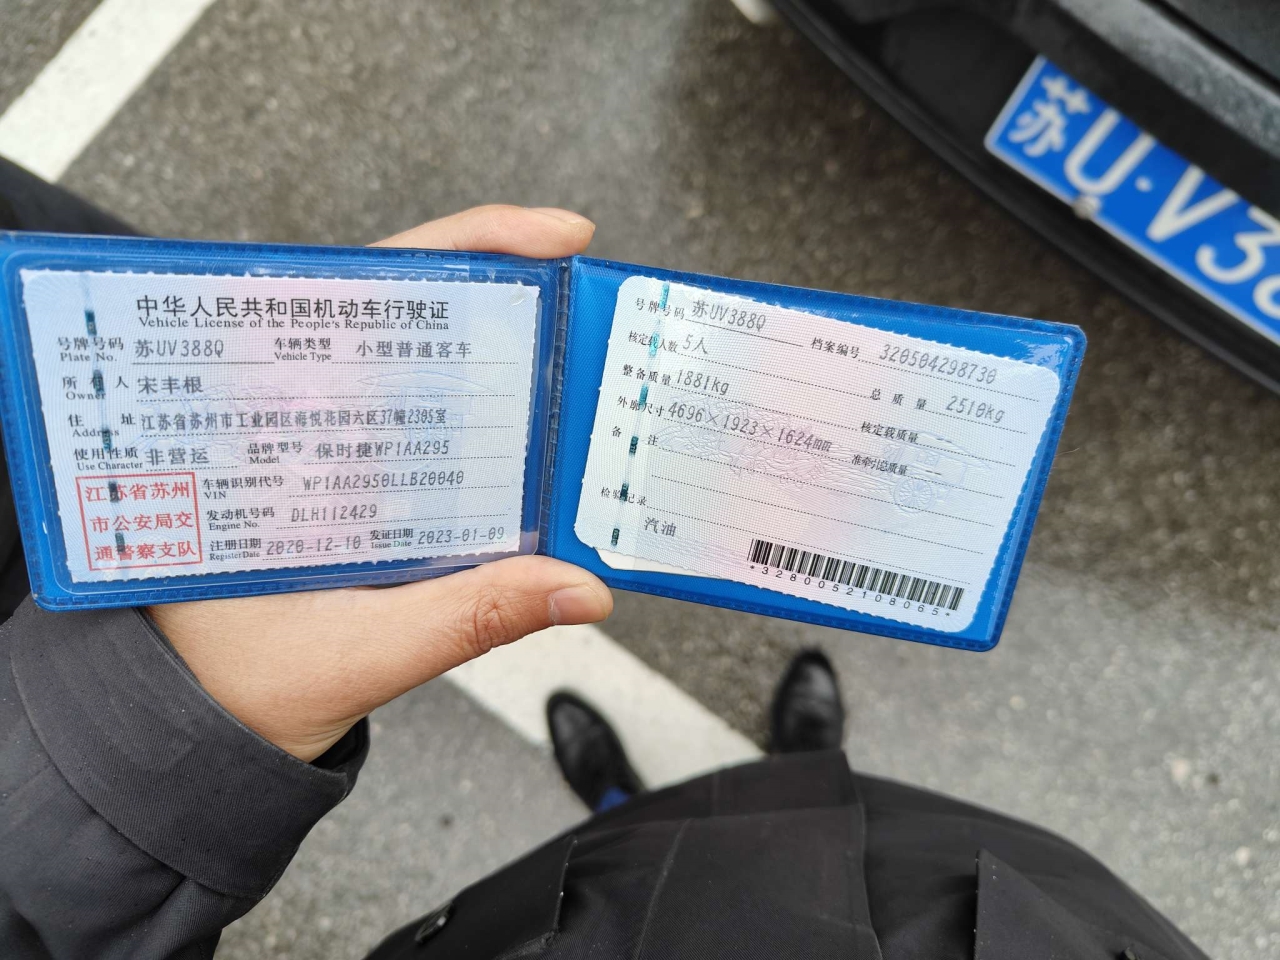 中华人民共和国机动车行驶证
Vehicle License of the People's Republic of China
号牌号码 苏UV388Q 车辆类型 小型普通客车
Plate No. Vehicle Type
所有人 宋丰根
Owner
住址 江苏省苏州市工业园区海悦花园六区37幢2305室
Address
使用性质 非营运 品牌型号 保时捷WP1AA295
Use Character Model
江苏省苏州
市公安局交
通警察支队
车辆识别代号 WP1AA2950LLB20040
VIN
发动机号码 DLH112429
Engine No.
注册日期 2020-12-10 发证日期 2023-01-09
Register Date Issue Date
号牌号码 苏UV388Q 档案编号 320504298730
核定载人数 5人 总质量 2510kg
整备质量 1881kg 核定载质量
外廓尺寸 4696×1923×1624mm 准牵引总质量
备注
检验记录
汽油
*3280052108065*
苏U·V38